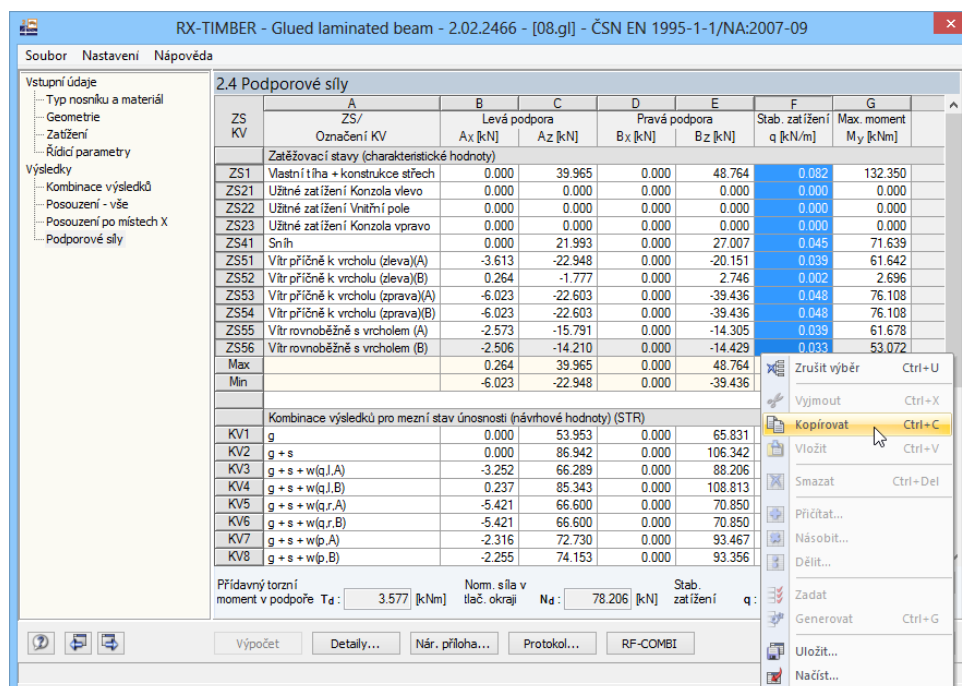 RX-TIMBER - Glued laminated beam - 2.02.2466 - [08.gl] - ČSN EN 1995-1-1/NA:2007-09
Soubor Nastavení Nápověda
Vstupní údaje
Typ nosníku a materiál
Geometrie
Zatížení
Řídicí parametry
Výsledky
Kombinace výsledků
Posouzení - vše
Posouzení po místech X
Podporové síly
2.4 Podporové síly
A B C D E F G
ZS ZS/ Levá podpora Pravá podpora Stab. zatížení Max. moment
KV Označení KV Ax [kN] Az [kN] Bx [kN] Bz [kN] q [kN/m] My [kNm]
Zatěžovací stavy (charakteristické hodnoty)
ZS1 Vlastní tíha + konstrukce střech 0.000 39.965 0.000 48.764 0.082 132.350
ZS21 Užitné zatížení Konzola vlevo 0.000 0.000 0.000 0.000 0.000 0.000
ZS22 Užitné zatížení Vnitřní pole 0.000 0.000 0.000 0.000 0.000 0.000
ZS23 Užitné zatížení Konzola vpravo 0.000 0.000 0.000 0.000 0.000 0.000
ZS41 Sníh 0.000 21.993 0.000 27.007 0.045 71.639
ZS51 Vítr příčně k vrcholu (zleva)(A) -3.613 -22.948 0.000 -20.151 0.039 61.642
ZS52 Vítr příčně k vrcholu (zleva)(B) 0.264 -1.777 0.000 2.746 0.002 2.696
ZS53 Vítr příčně k vrcholu (zprava)(A) -6.023 -22.603 0.000 -39.436 0.048 76.108
ZS54 Vítr příčně k vrcholu (zprava)(B) -6.023 -22.603 0.000 -39.436 0.048 76.108
ZS55 Vítr rovnoběžně s vrcholem (A) -2.573 -15.791 0.000 -14.305 0.039 61.678
ZS56 Vítr rovnoběžně s vrcholem (B) -2.506 -14.210 0.000 -14.429 0.033 53.072
Max 0.264 39.965 0.000 48.764
Min -6.023 -22.948 0.000 -39.436
Kombinace výsledků pro mezní stav únosnosti (návrhové hodnoty) (STR)
KV1 g 0.000 53.953 0.000 65.831
KV2 g + s 0.000 86.942 0.000 106.342
KV3 g + s + w(q,l,A) -3.252 66.289 0.000 88.206
KV4 g + s + w(q,l,B) 0.237 85.343 0.000 108.813
KV5 g + s + w(q,r,A) -5.421 66.600 0.000 70.850
KV6 g + s + w(q,r,B) -5.421 66.600 0.000 70.850
KV7 g + s + w(p,A) -2.316 72.730 0.000 93.467
KV8 g + s + w(p,B) -2.255 74.153 0.000 93.356
Přídavný torzní Norm. síla v Stab.
moment v podpoře Td : 3.577 [kNm] tlač. okraji Nd : 78.206 [kN] zatížení q :
Výpočet Detaily... Nár. příloha... Protokol... RF-COMBI
Zrušit výběr Ctrl+U
Vyjmout Ctrl+X
Kopírovat Ctrl+C
Vložit Ctrl+V
Smazat Ctrl+Del
Přičítat...
Násobit...
Dělit...
Zadat
Generovat Ctrl+G
Uložit...
Načíst...